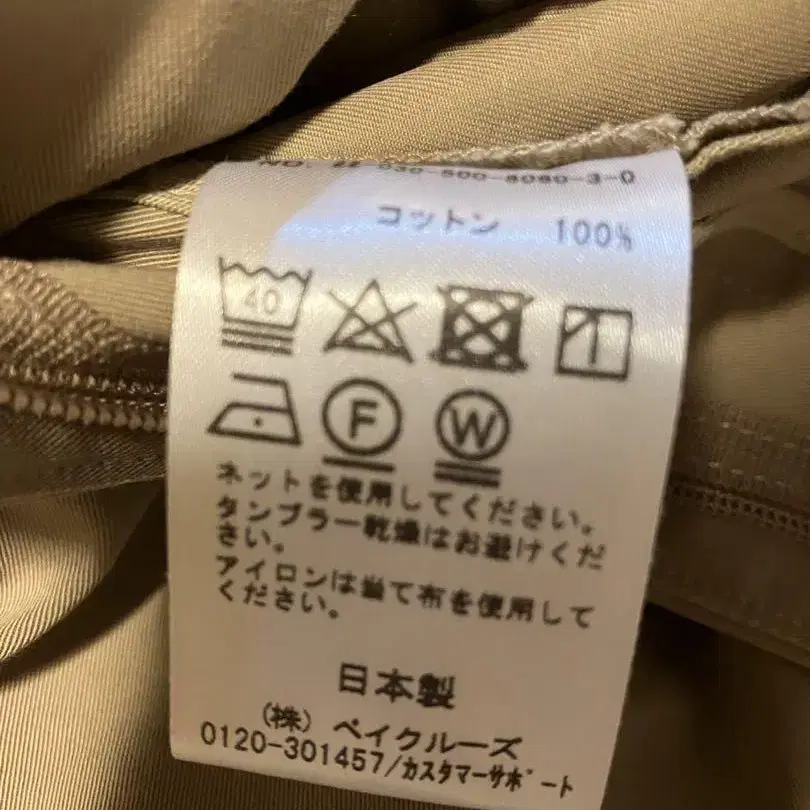 コットン 100%
40
F W
ネットを使用してください。
タンブラー乾燥はお避けくだ
さい。
アイロンは当て布を使用して
ください。
日本製
(株) ベイクルーズ
0120-301457/カスタマーサポート